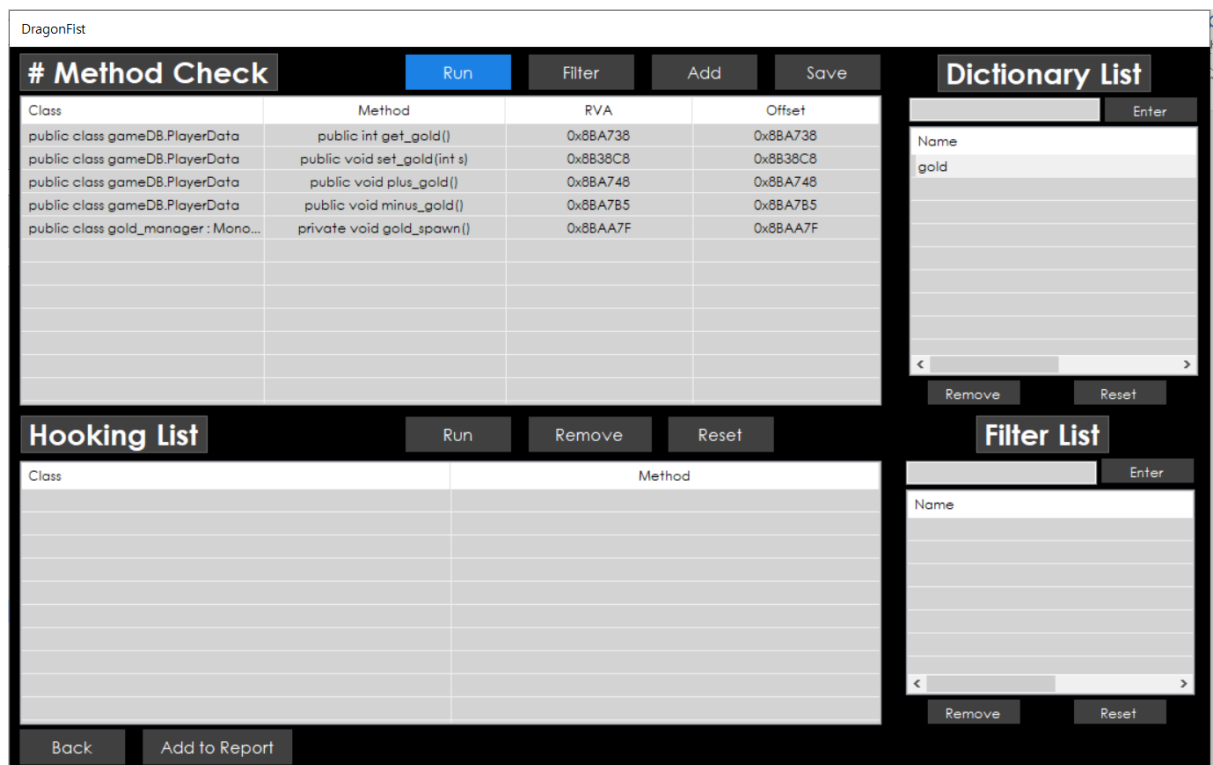 DragonFist
# Method Check Run Filter Add Save
Class Method RVA Offset
public class gameDB.PlayerData public int get_gold() 0x8BA738 0x8BA738
public class gameDB.PlayerData public void set_gold(int s) 0x8B38C8 0x8B38C8
public class gameDB.PlayerData public void plus_gold() 0x8BA748 0x8BA748
public class gameDB.PlayerData public void minus_gold() 0x8BA7B5 0x8BA7B5
public class gold_manager : Mono... private void gold_spawn() 0x8BAA7F 0x8BAA7F
Dictionary List
Enter
Name
gold
Remove Reset
Hooking List Run Remove Reset
Class Method
Filter List
Enter
Name
Remove Reset
Back Add to Report